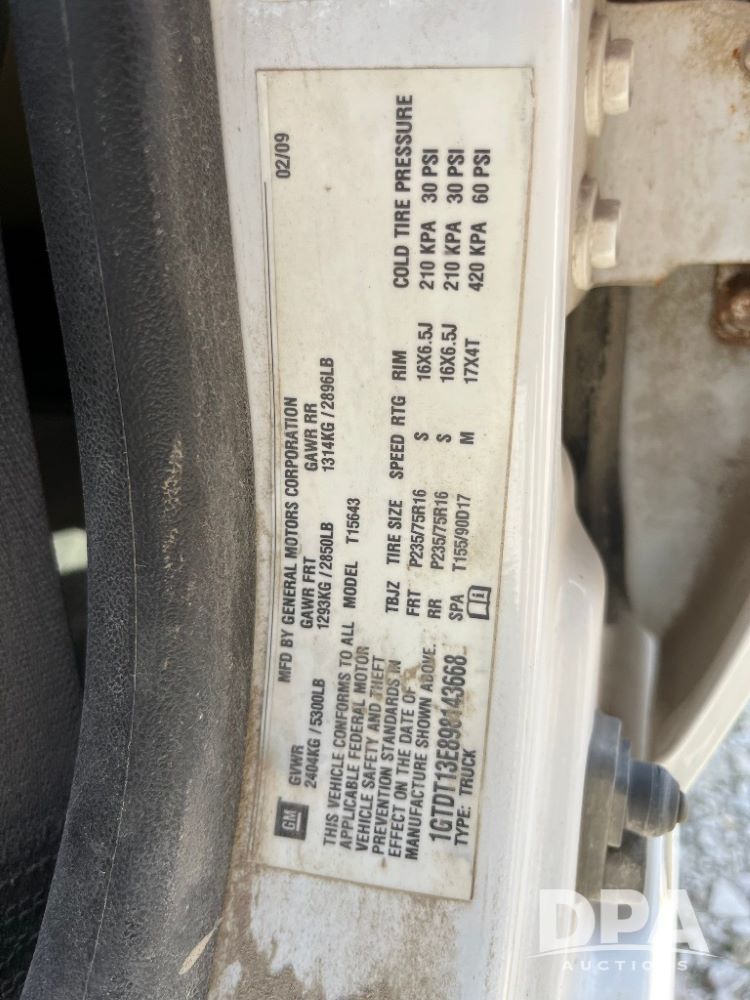 GM
MFD BY GENERAL MOTORS CORPORATION 02/09
GVWR GAWR FRT GAWR RR
2404KG / 5300LB 1293KG / 2850LB 1314KG / 2896LB
THIS VEHICLE CONFORMS TO ALL MODEL T15643
APPLICABLE FEDERAL MOTOR
VEHICLE SAFETY AND THEFT
PREVENTION STANDARDS IN
EFFECT ON THE DATE OF
MANUFACTURE SHOWN ABOVE.
1GTDT13E898143668
TYPE: TRUCK
TBJZ TIRE SIZE SPEED RTG RIM COLD TIRE PRESSURE
FRT P235/75R16 S 16X6.5J 210 KPA 30 PSI
RR P235/75R16 S 16X6.5J 210 KPA 30 PSI
SPA T155/90D17 M 17X4T 420 KPA 60 PSI
DPA
AUCTIONS